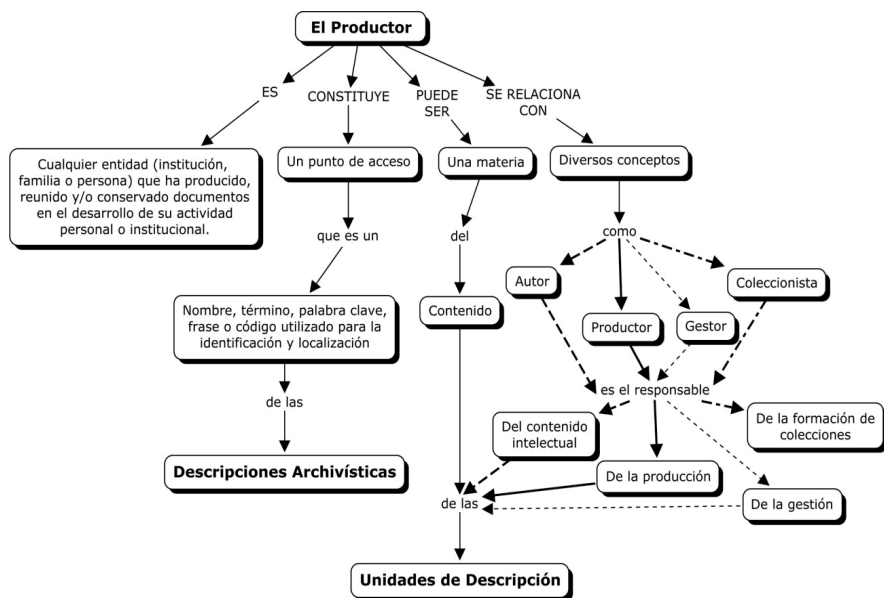 El Productor
ES
CONSTITUYE
PUEDE
SER
SE RELACIONA
CON
Cualquier entidad (institución,
familia o persona) que ha producido,
reunido y/o conservado documentos
en el desarrollo de su actividad
personal o institucional.
Un punto de acceso
Una materia
Diversos conceptos
que es un
del
como
Autor
Coleccionista
Nombre, término, palabra clave,
frase o código utilizado para la
identificación y localización
Contenido
Productor
Gestor
de las
es el responsable
Del contenido
intelectual
De la formación de
colecciones
Descripciones Archivísticas
De la producción
de las
De la gestión
Unidades de Descripción